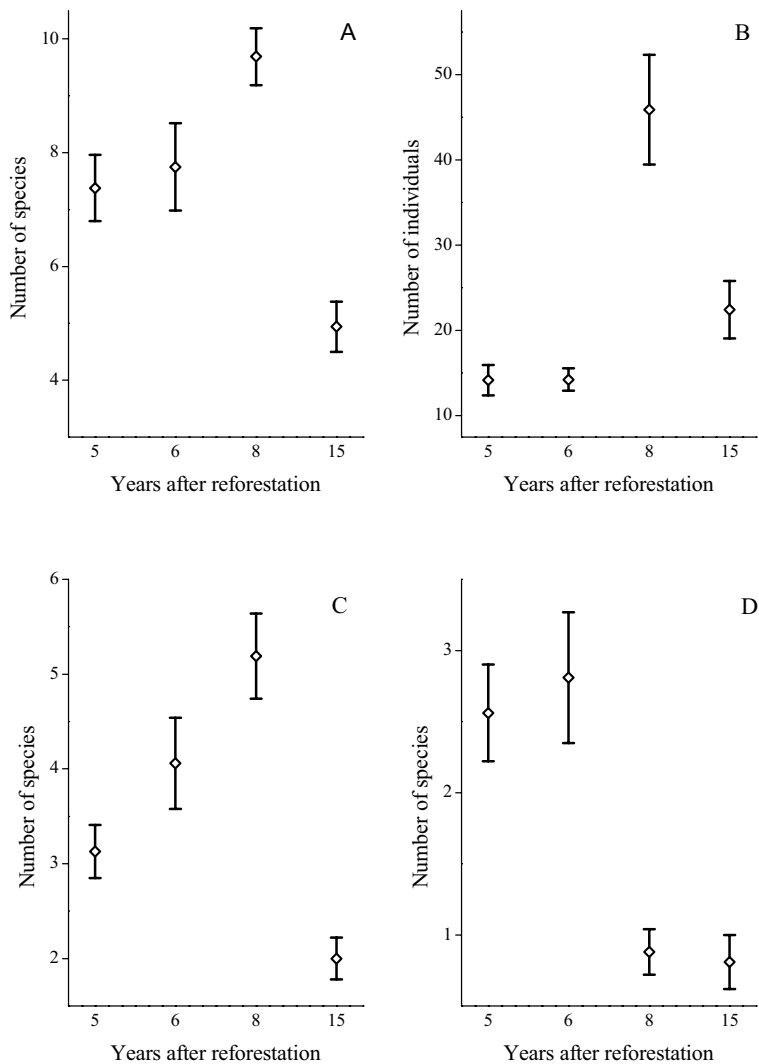 A
10
8
6
4
Number of species
5 6 8 15
Years after reforestation
B
50
40
30
20
10
Number of individuals
5 6 8 15
Years after reforestation
C
6
5
4
3
2
Number of species
5 6 8 15
Years after reforestation
D
3
2
1
Number of species
5 6 8 15
Years after reforestation